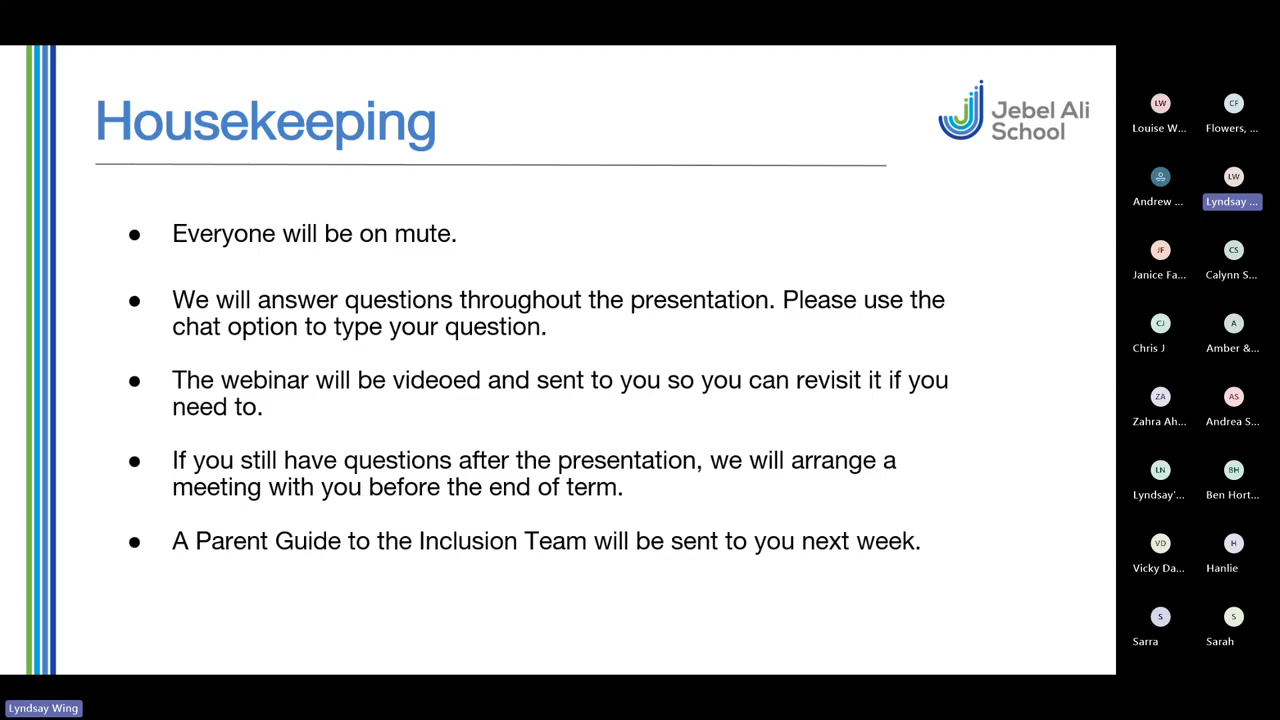 Housekeeping
Jebel Ali
School
● Everyone will be on mute.
● We will answer questions throughout the presentation. Please use the
chat option to type your question.
● The webinar will be videoed and sent to you so you can revisit it if you
need to.
● If you still have questions after the presentation, we will arrange a
meeting with you before the end of term.
● A Parent Guide to the Inclusion Team will be sent to you next week.
LW CF
Louise W... Flowers, ...
LW
Andrew ... Lyndsay ...
JF CS
Janice Fa... Calynn S...
CJ A
Chris J Amber &...
ZA AS
Zahra Ah... Andrea S...
LN BH
Lyndsay'... Ben Hort...
VD H
Vicky Da... Hanlie
S S
Sarra Sarah
Lyndsay Wing